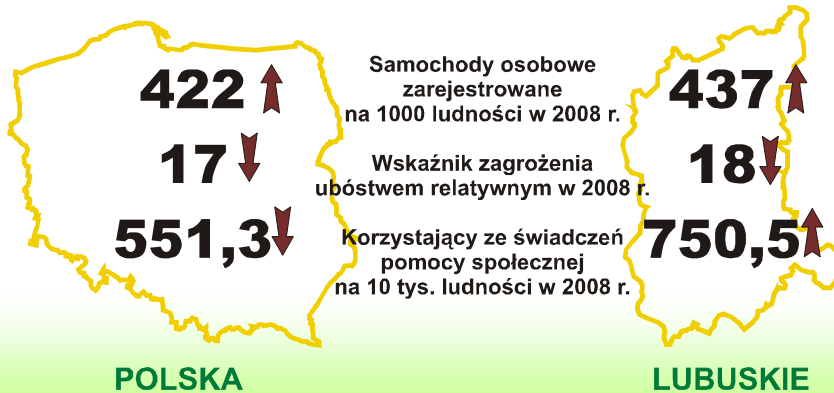 422
Samochody osobowe
zarejestrowane
na 1000 ludności w 2008 r.
437
17
Wskaźnik zagrożenia
ubóstwem relatywnym w 2008 r.
18
551,3
Korzystający ze świadczeń
pomocy społecznej
na 10 tys. ludności w 2008 r.
750,5
POLSKA
LUBUSKIE